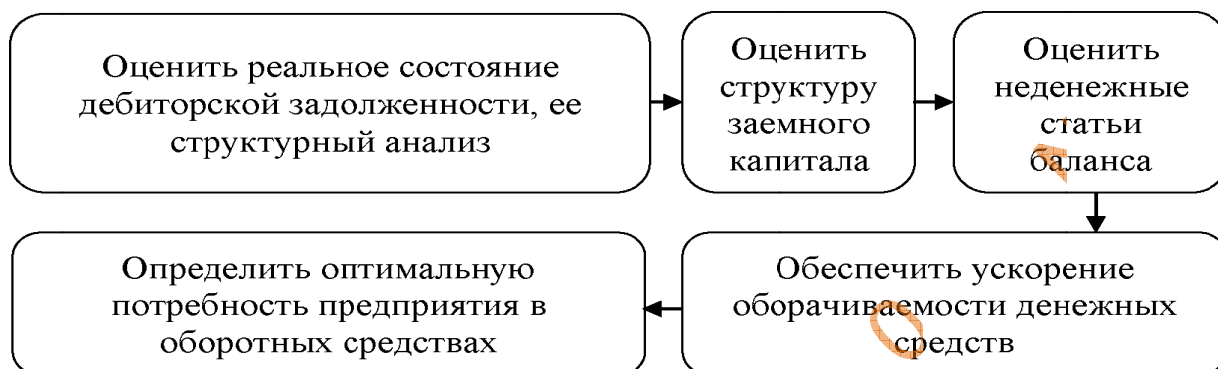 Оценить реальное состояние
дебиторской задолженности, ее
структурный анализ
Оценить
структуру
заемного
капитала
Оценить
неденежные
статьи
баланса
Обеспечить ускорение
оборачиваемости денежных
средств
Определить оптимальную
потребность предприятия в
оборотных средствах